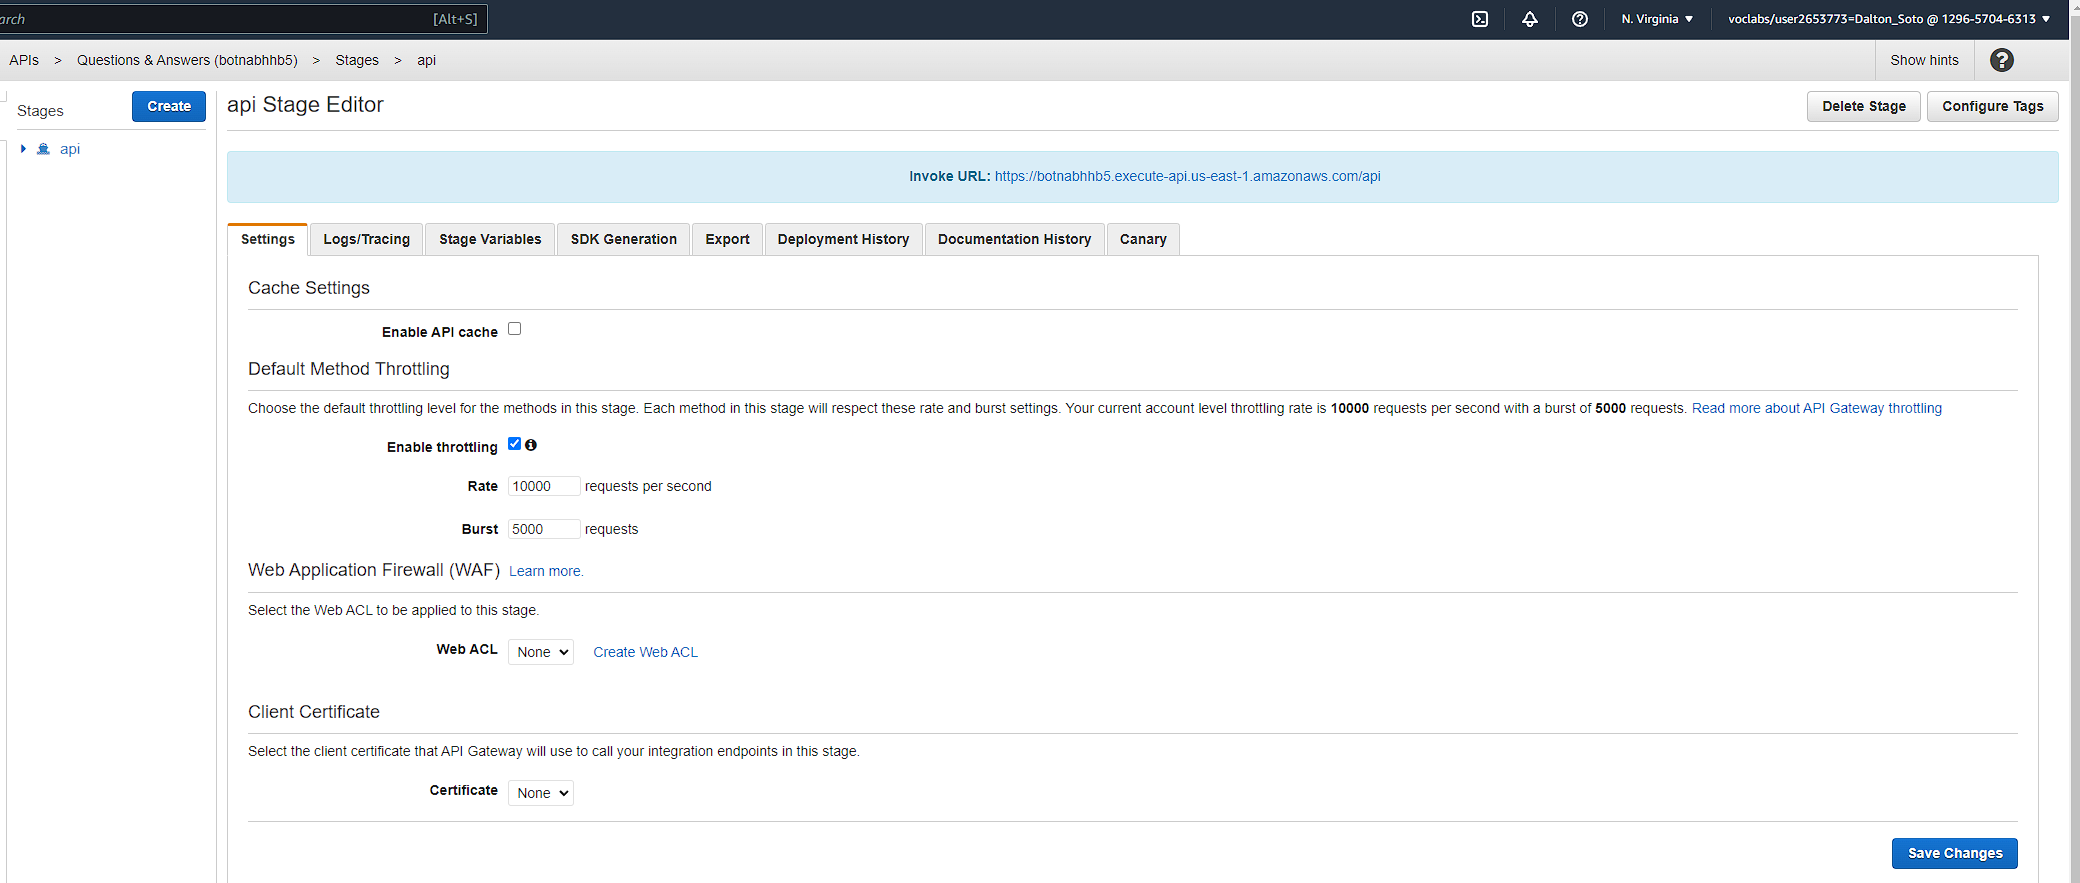 arch [Alt+S] N. Virginia ▼ voclabs/user2653773=Dalton_Soto @ 1296-5704-6313 ▼
APIs > Questions & Answers (botnabhhb5) > Stages > api Show hints ?
Stages Create api Stage Editor Delete Stage Configure Tags
api
Invoke URL: https://botnabhhb5.execute-api.us-east-1.amazonaws.com/api
Settings Logs/Tracing Stage Variables SDK Generation Export Deployment History Documentation History Canary
Cache Settings
Enable API cache
Default Method Throttling
Choose the default throttling level for the methods in this stage. Each method in this stage will respect these rate and burst settings. Your current account level throttling rate is 10000 requests per second with a burst of 5000 requests. Read more about API Gateway throttling
Enable throttling
Rate 10000 requests per second
Burst 5000 requests
Web Application Firewall (WAF) Learn more.
Select the Web ACL to be applied to this stage.
Web ACL None Create Web ACL
Client Certificate
Select the client certificate that API Gateway will use to call your integration endpoints in this stage.
Certificate None
Save Changes